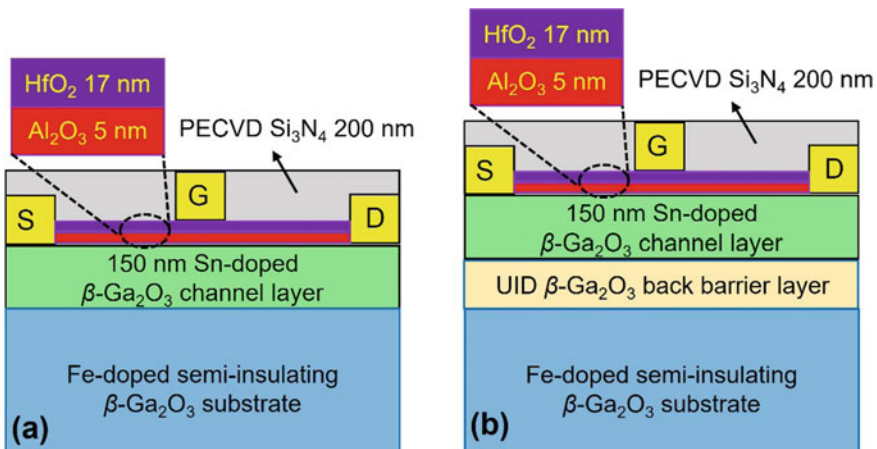 HfO₂ 17 nm
Al₂O₃ 5 nm
PECVD Si₃N₄ 200 nm
S
G
D
150 nm Sn-doped
β-Ga₂O₃ channel layer
Fe-doped semi-insulating
β-Ga₂O₃ substrate
(a)
HfO₂ 17 nm
Al₂O₃ 5 nm
PECVD Si₃N₄ 200 nm
S
G
D
150 nm Sn-doped
β-Ga₂O₃ channel layer
UID β-Ga₂O₃ back barrier layer
Fe-doped semi-insulating
β-Ga₂O₃ substrate
(b)